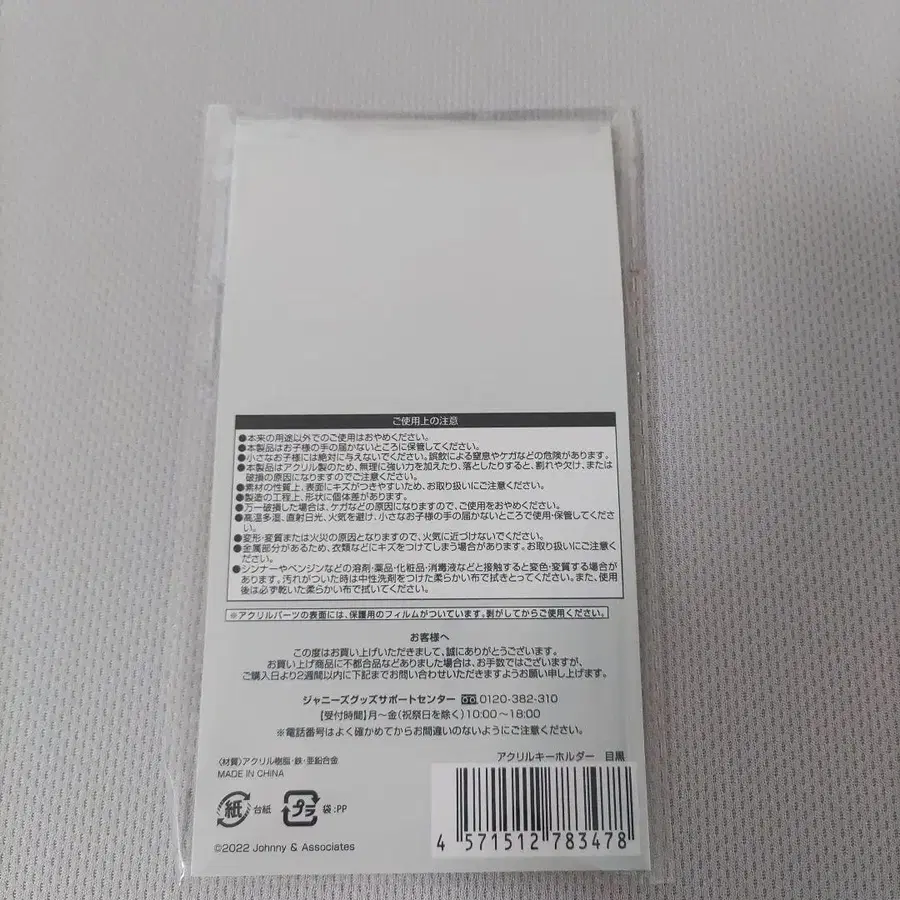 ご使用上の注意
●本来の用途以外でのご使用はおやめください。
●本製品はお子様の手の届かないところに保管してください。
●小さなお子様には絶対に与えないでください。誤飲による窒息やケガなどの危険があります。
●本製品はアクリル製のため、無理に強い力を加えたり、落としたりすると、割れや欠け、または
破損の原因になりますのでご注意ください。
●素材の性質上、表面にキズがつきやすいため、お取り扱いにご注意ください。
●製造の工程上、形状に個体差があります。
●万一破損した場合は、ケガなどの原因になりますので、ご使用をおやめください。
●高温多湿、直射日光、火気を避け、小さなお子様の手の届かないところで使用・保管してくださ
い。
●変形・変質または火災の原因となりますので、火気に近づけないでください。
●金属部分があるため、衣類などにキズをつけてしまう場合があります。お取り扱いにご注意く
ださい。
●シンナーやベンジンなどの溶剤・薬品・化粧品・消毒液などと接触すると変色・変質する場合が
あります。汚れがついた時は中性洗剤をつけた柔らかい布で拭きとってください。また、使用
後は必ず乾いた柔らかい布で拭いてください。
※アクリルパーツの表面には、保護用のフィルムがついています。剥がしてからご使用ください。
お客様へ
この度はお買い上げいただきまして、誠にありがとうございます。
お買い上げ商品に不都合品などありました場合は、お手数ではございますが、
ご購入日より2週間以内に下記までお問い合わせいただきますようお願い申し上げます。
ジャニーズグッズサポートセンター 0120-382-310
【受付時間】月～金(祝祭日を除く)10:00～18:00
※電話番号はよく確かめてからお間違いのないようにご注意ください。
〈材質〉アクリル樹脂・鉄・亜鉛合金
MADE IN CHINA
アクリルキーホルダー 目黒
紙 台紙 プラ 袋:PP
4 571512 783478
©2022 Johnny & Associates